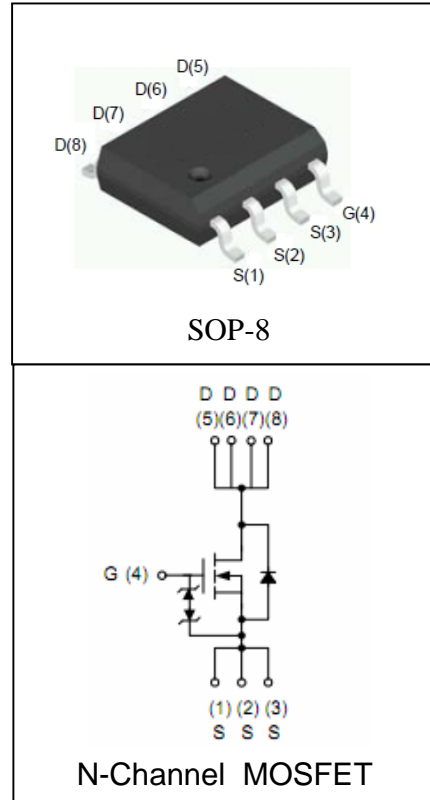 D(5)
D(6)
D(7)
D(8)
G(4)
S(3)
S(2)
S(1)
SOP-8
D D D D
(5)(6)(7)(8)
G (4)
(1) (2) (3)
S S S
N-Channel MOSFET